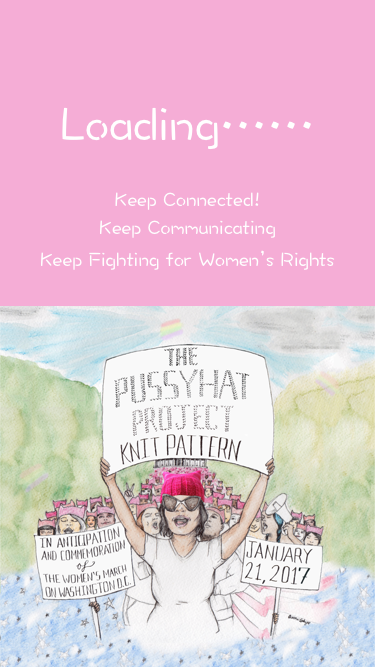 Loading······
Keep Connected!
Keep Communicating
Keep Fighting for Women's Rights
THE
PUSSYHAT
PROJECT
KNIT PATTERN
IN ANTICIPATION
AND COMMEMORATION
of
THE WOMEN'S MARCH
ON WASHINGTON D.C.
JANUARY
21, 2017